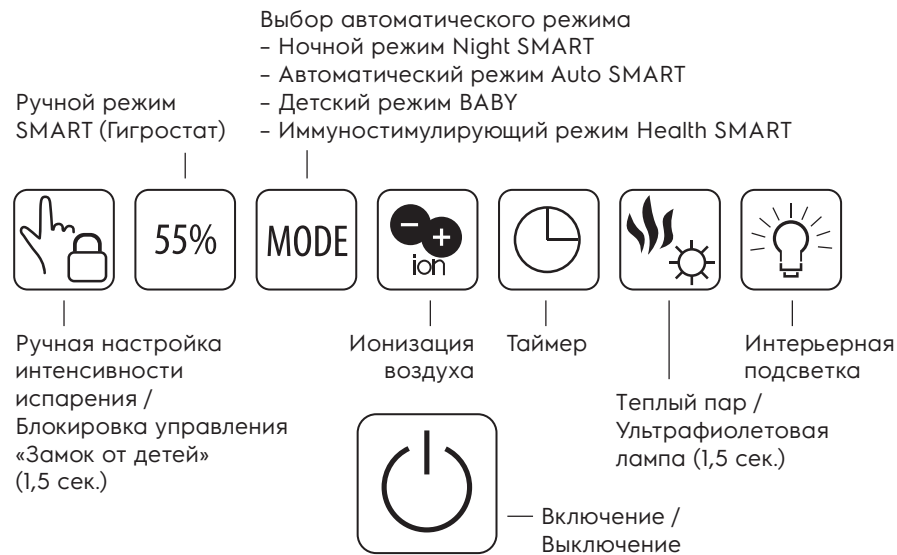 Выбор автоматического режима
– Ночной режим Night SMART
– Автоматический режим Auto SMART
– Детский режим BABY
– Иммуностимулирующий режим Health SMART
Ручной режим
SMART (Гигростат)
55%
MODE
ion
Ручная настройка
интенсивности
испарения /
Блокировка управления
«Замок от детей»
(1,5 сек.)
Ионизация
воздуха
Таймер
Теплый пар /
Ультрафиолетовая
лампа (1,5 сек.)
Интерьерная
подсветка
Включение /
Выключение